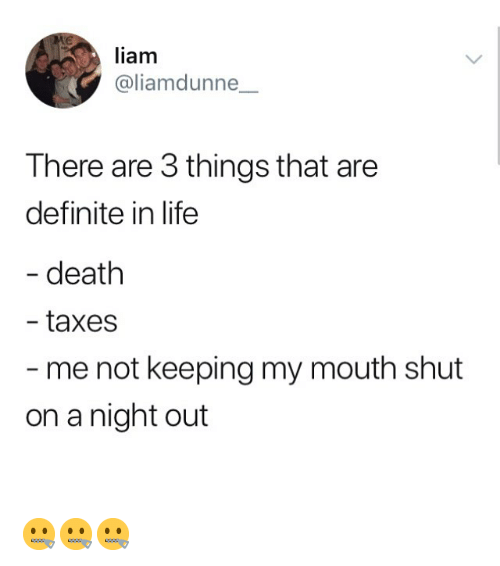 liam
@liamdunne__
There are 3 things that are
definite in life
- death
- taxes
- me not keeping my mouth shut
on a night out
🤐🤐🤐